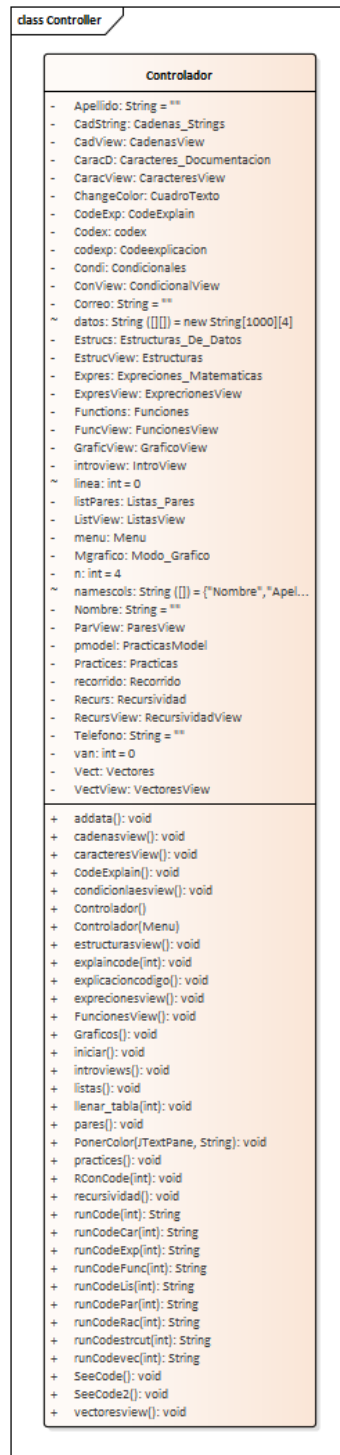 class Controller
Controlador
- Apellido: String = ""
- CadString: Cadenas_Strings
- CadView: CadenasView
- CaracD: Caracteres_Documentacion
- CaracView: CaracteresView
- ChangeColor: CuadroTexto
- CodeExp: CodeExplain
- Codex: codex
- codexp: Codeexplicacion
- Condi: Condicionales
- ConView: CondicionalView
- Correo: String = ""
~ datos: String ([][]) = new String[1000][4]
- Estrucs: Estructuras_De_Datos
- EstrucView: Estructuras
- Expres: Expreciones_Matematicas
- ExpresView: ExprecrionesView
- Functions: Funciones
- FuncView: FuncionesView
- GraficView: GraficoView
- introview: IntroView
~ linea: int = 0
- listPares: Listas_Pares
- ListView: ListasView
- menu: Menu
- Mgrafico: Modo_Grafico
- n: int = 4
~ namescols: String ([]) = {"Nombre","Apel...
- Nombre: String = ""
- ParView: ParesView
- pmodel: PracticasModel
- Practices: Practicas
- recorrido: Recorrido
- Recurs: Recursividad
- RecursView: RecursividadView
- Telefono: String = ""
- van: int = 0
- Vect: Vectores
- VectView: VectoresView
+ addata(): void
+ cadenasview(): void
+ caracteresView(): void
+ CodeExplain(): void
+ condicionlaesview(): void
+ Controlador()
+ Controlador(Menu)
+ estructurasview(): void
+ explaincode(int): void
+ explicacioncodigo(): void
+ exprecionesview(): void
+ FuncionesView(): void
+ Graficos(): void
+ iniciar(): void
+ introviews(): void
+ listas(): void
+ llenar_tabla(int): void
+ pares(): void
+ PonerColor(JTextPane, String): void
+ practices(): void
+ RConCode(int): void
+ recursividad(): void
+ runCode(int): String
+ runCodeCar(int): String
+ runCodeExp(int): String
+ runCodeFunc(int): String
+ runCodeLis(int): String
+ runCodePar(int): String
+ runCodeRac(int): String
+ runCodestrcut(int): String
+ runCodevec(int): String
+ SeeCode(): void
+ SeeCode2(): void
+ vectoresview(): void